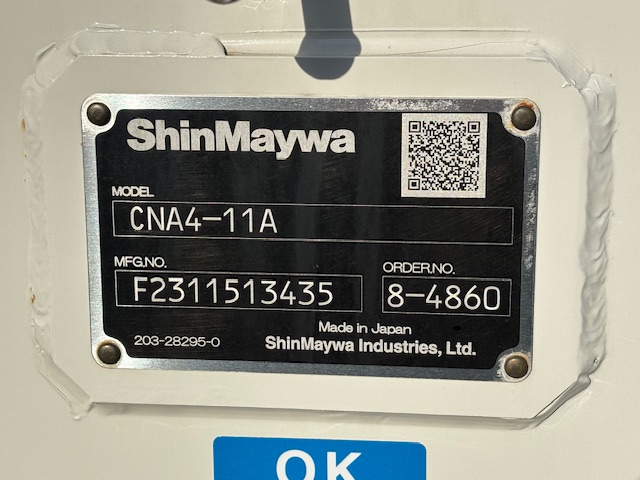 ShinMaywa
MODEL
CNA4-11A
MFG.NO.
F2311513435
ORDER.NO.
8-4860
203-28295-0
Made in Japan
ShinMaywa Industries, Ltd.
OK